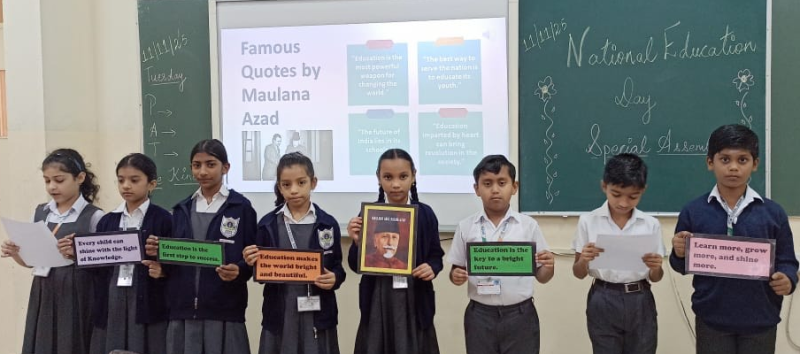 11/11/25
Tuesday
P →
A →
T →
Famous
Quotes by
Maulana
Azad
"Education is the
most powerful
weapon for
changing the
world."
"The best way to
serve the nation is
to educate its
youth."
"The future of
India lies in its
"Education
imparted by heart
can bring
revolution in the
society."
11/11/25
National Education
Day
Special Assem
Every child can
shine with the light
of Knowledge.
Education is the
first step to success.
Education makes
the world bright and
beautiful.
Education is the
key to a bright
future.
Learn more, grow
more, and shine
more.